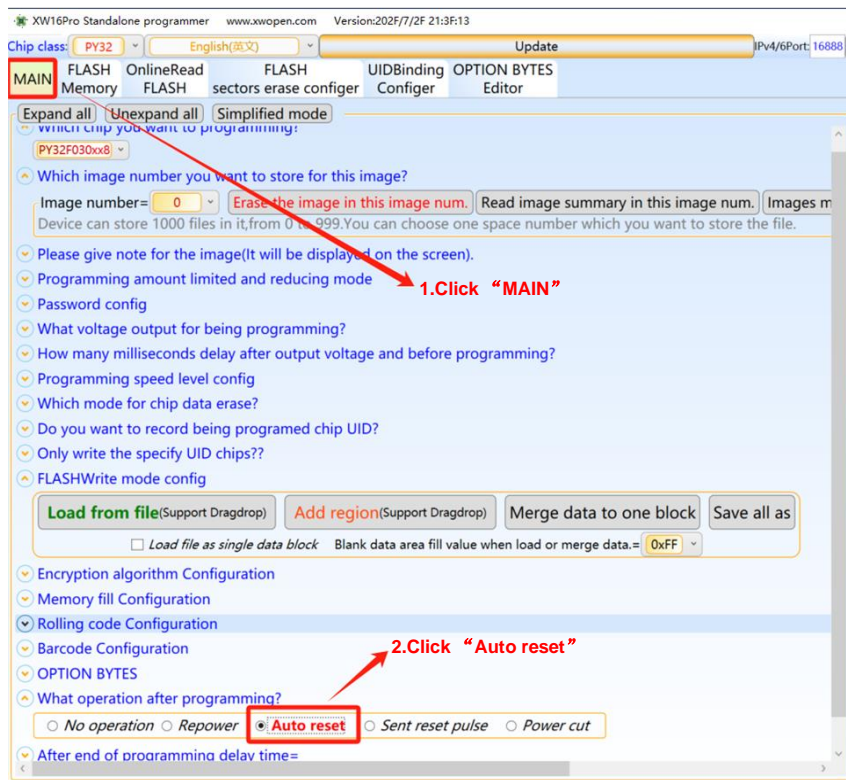 XW16Pro Standalone programmer www.xwopen.com Version:202F/7/2F 21:3F:13
Chip class: PY32 English(英文) Update IPv4/6Port: 16888
MAIN FLASH Memory OnlineRead FLASH FLASH sectors erase configer UIDBinding Configer OPTION BYTES Editor
Expand all Unexpand all Simplified mode
Which chip you want to programming?
PY32F030xx8
Which image number you want to store for this image?
Image number= 0 Erase the image in this image num. Read image summary in this image num. Images m
Device can store 1000 files in it,from 0 to 999.You can choose one space number which you want to store the file.
Please give note for the image(It will be displayed on the screen).
Programming amount limited and reducing mode
1.Click “MAIN”
Password config
What voltage output for being programming?
How many milliseconds delay after output voltage and before programming?
Programming speed level config
Which mode for chip data erase?
Do you want to record being programed chip UID?
Only write the specify UID chips??
FLASHWrite mode config
Load from file(Support Dragdrop) Add region(Support Dragdrop) Merge data to one block Save all as
Load file as single data block Blank data area fill value when load or merge data.= 0xFF
Encryption algorithm Configuration
Memory fill Configuration
Rolling code Configuration
Barcode Configuration
2.Click “Auto reset”
OPTION BYTES
What operation after programming?
No operation Repower Auto reset Sent reset pulse Power cut
After end of programming delay time=